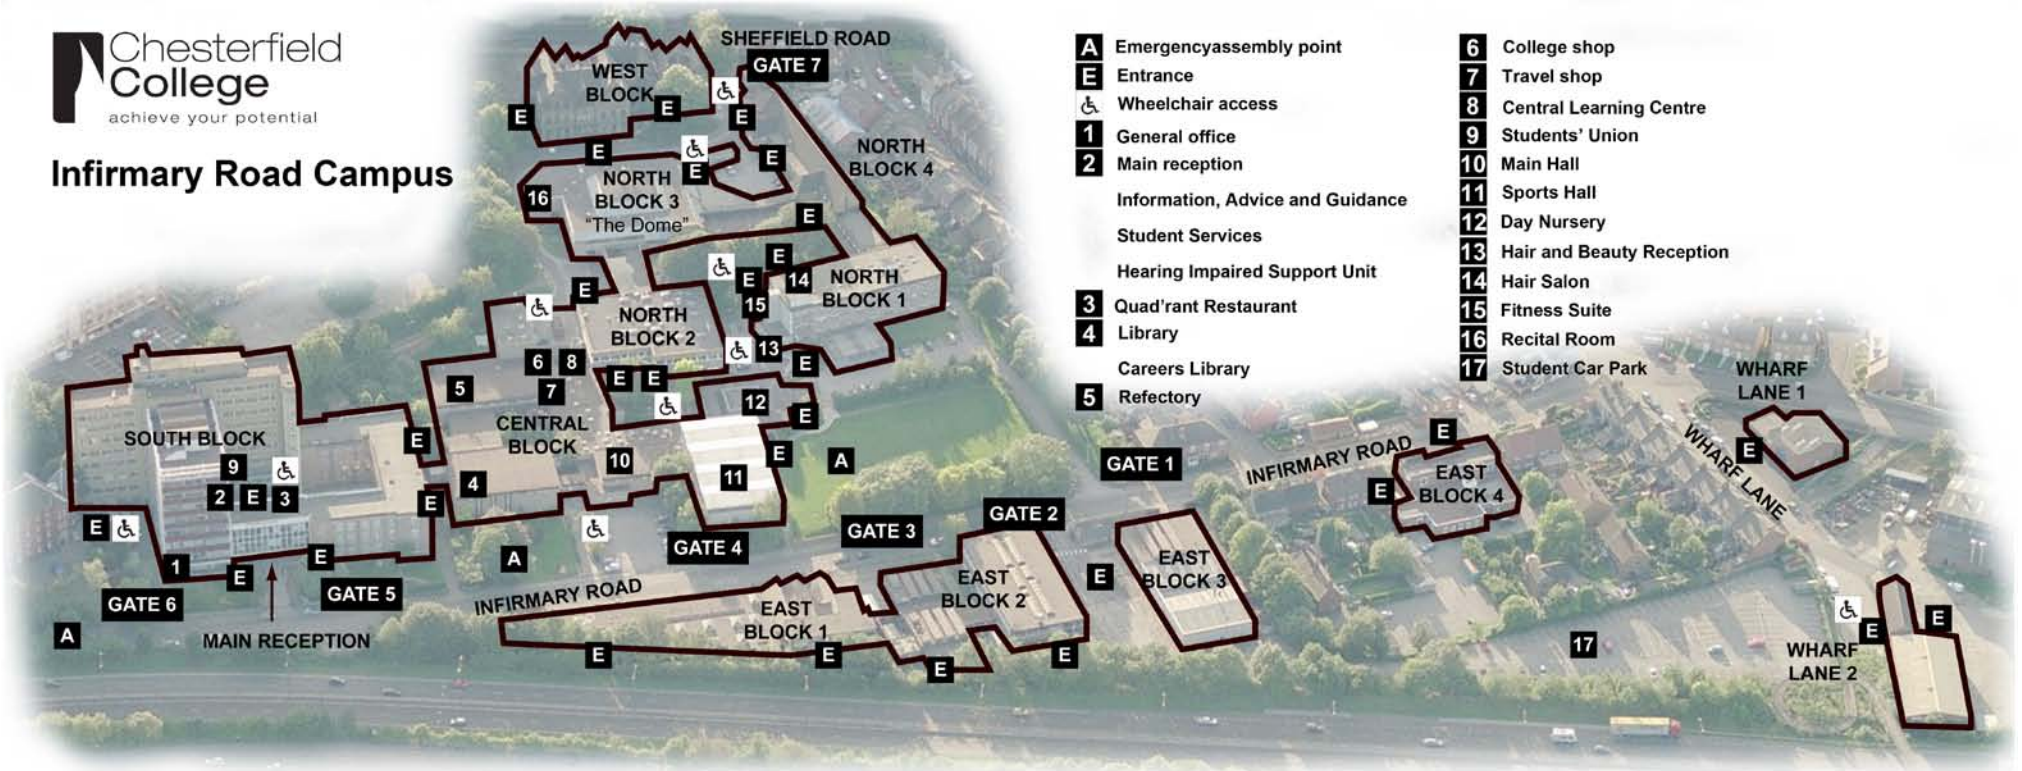 Chesterfield
College
achieve your potential
Infirmary Road Campus
SHEFFIELD ROAD
GATE 7
WEST
BLOCK
E
E
E
NORTH
BLOCK 4
E
E
E
NORTH
BLOCK 3
"The Dome"
16
E
E
14
E
15
NORTH
BLOCK 1
E
NORTH
BLOCK 2
13
E
6
8
7
5
E
E
12
E
CENTRAL
BLOCK
10
11
E
A
4
SOUTH BLOCK
9
2
E
3
E
E
E
1
E
E
GATE 6
GATE 5
MAIN RECEPTION
A
A
GATE 4
GATE 3
GATE 2
GATE 1
INFIRMARY ROAD
EAST
BLOCK 1
E
E
EAST
BLOCK 2
E
E
E
EAST
BLOCK 3
INFIRMARY ROAD
E
E
EAST
BLOCK 4
WHARF
LANE 1
E
WHARF LANE
17
E
E
WHARF
LANE 2
A Emergencyassembly point
E Entrance
Wheelchair access
1 General office
2 Main reception
Information, Advice and Guidance
Student Services
Hearing Impaired Support Unit
3 Quad'rant Restaurant
4 Library
Careers Library
5 Refectory
6 College shop
7 Travel shop
8 Central Learning Centre
9 Students' Union
10 Main Hall
11 Sports Hall
12 Day Nursery
13 Hair and Beauty Reception
14 Hair Salon
15 Fitness Suite
16 Recital Room
17 Student Car Park